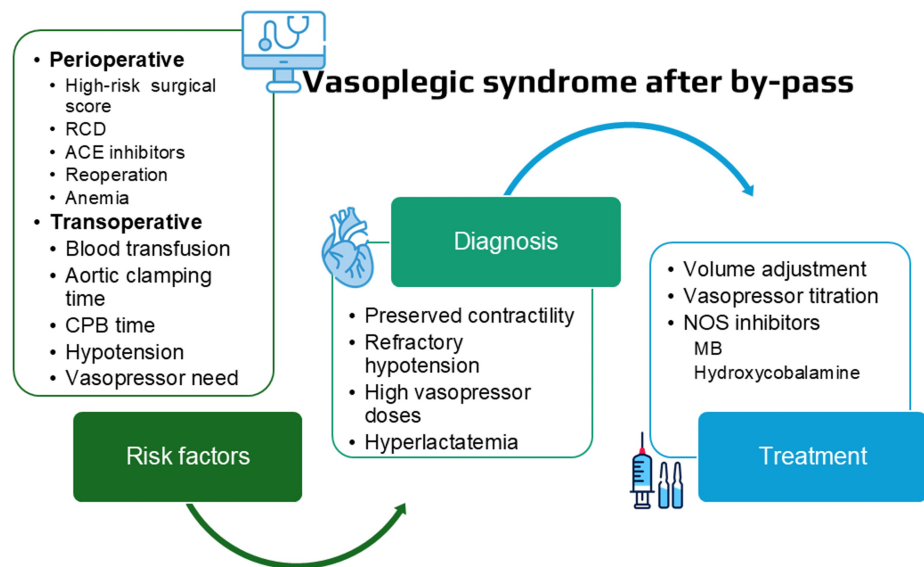 Vasoplegic syndrome after by-pass
• Perioperative
• High-risk surgical
score
• RCD
• ACE inhibitors
• Reoperation
• Anemia
• Transoperative
• Blood transfusion
• Aortic clamping
time
• CPB time
• Hypotension
• Vasopressor need
Risk factors
Diagnosis
• Preserved contractility
• Refractory
hypotension
• High vasopressor
doses
• Hyperlactatemia
• Volume adjustment
• Vasopressor titration
• NOS inhibitors
MB
Hydroxycobalamine
Treatment